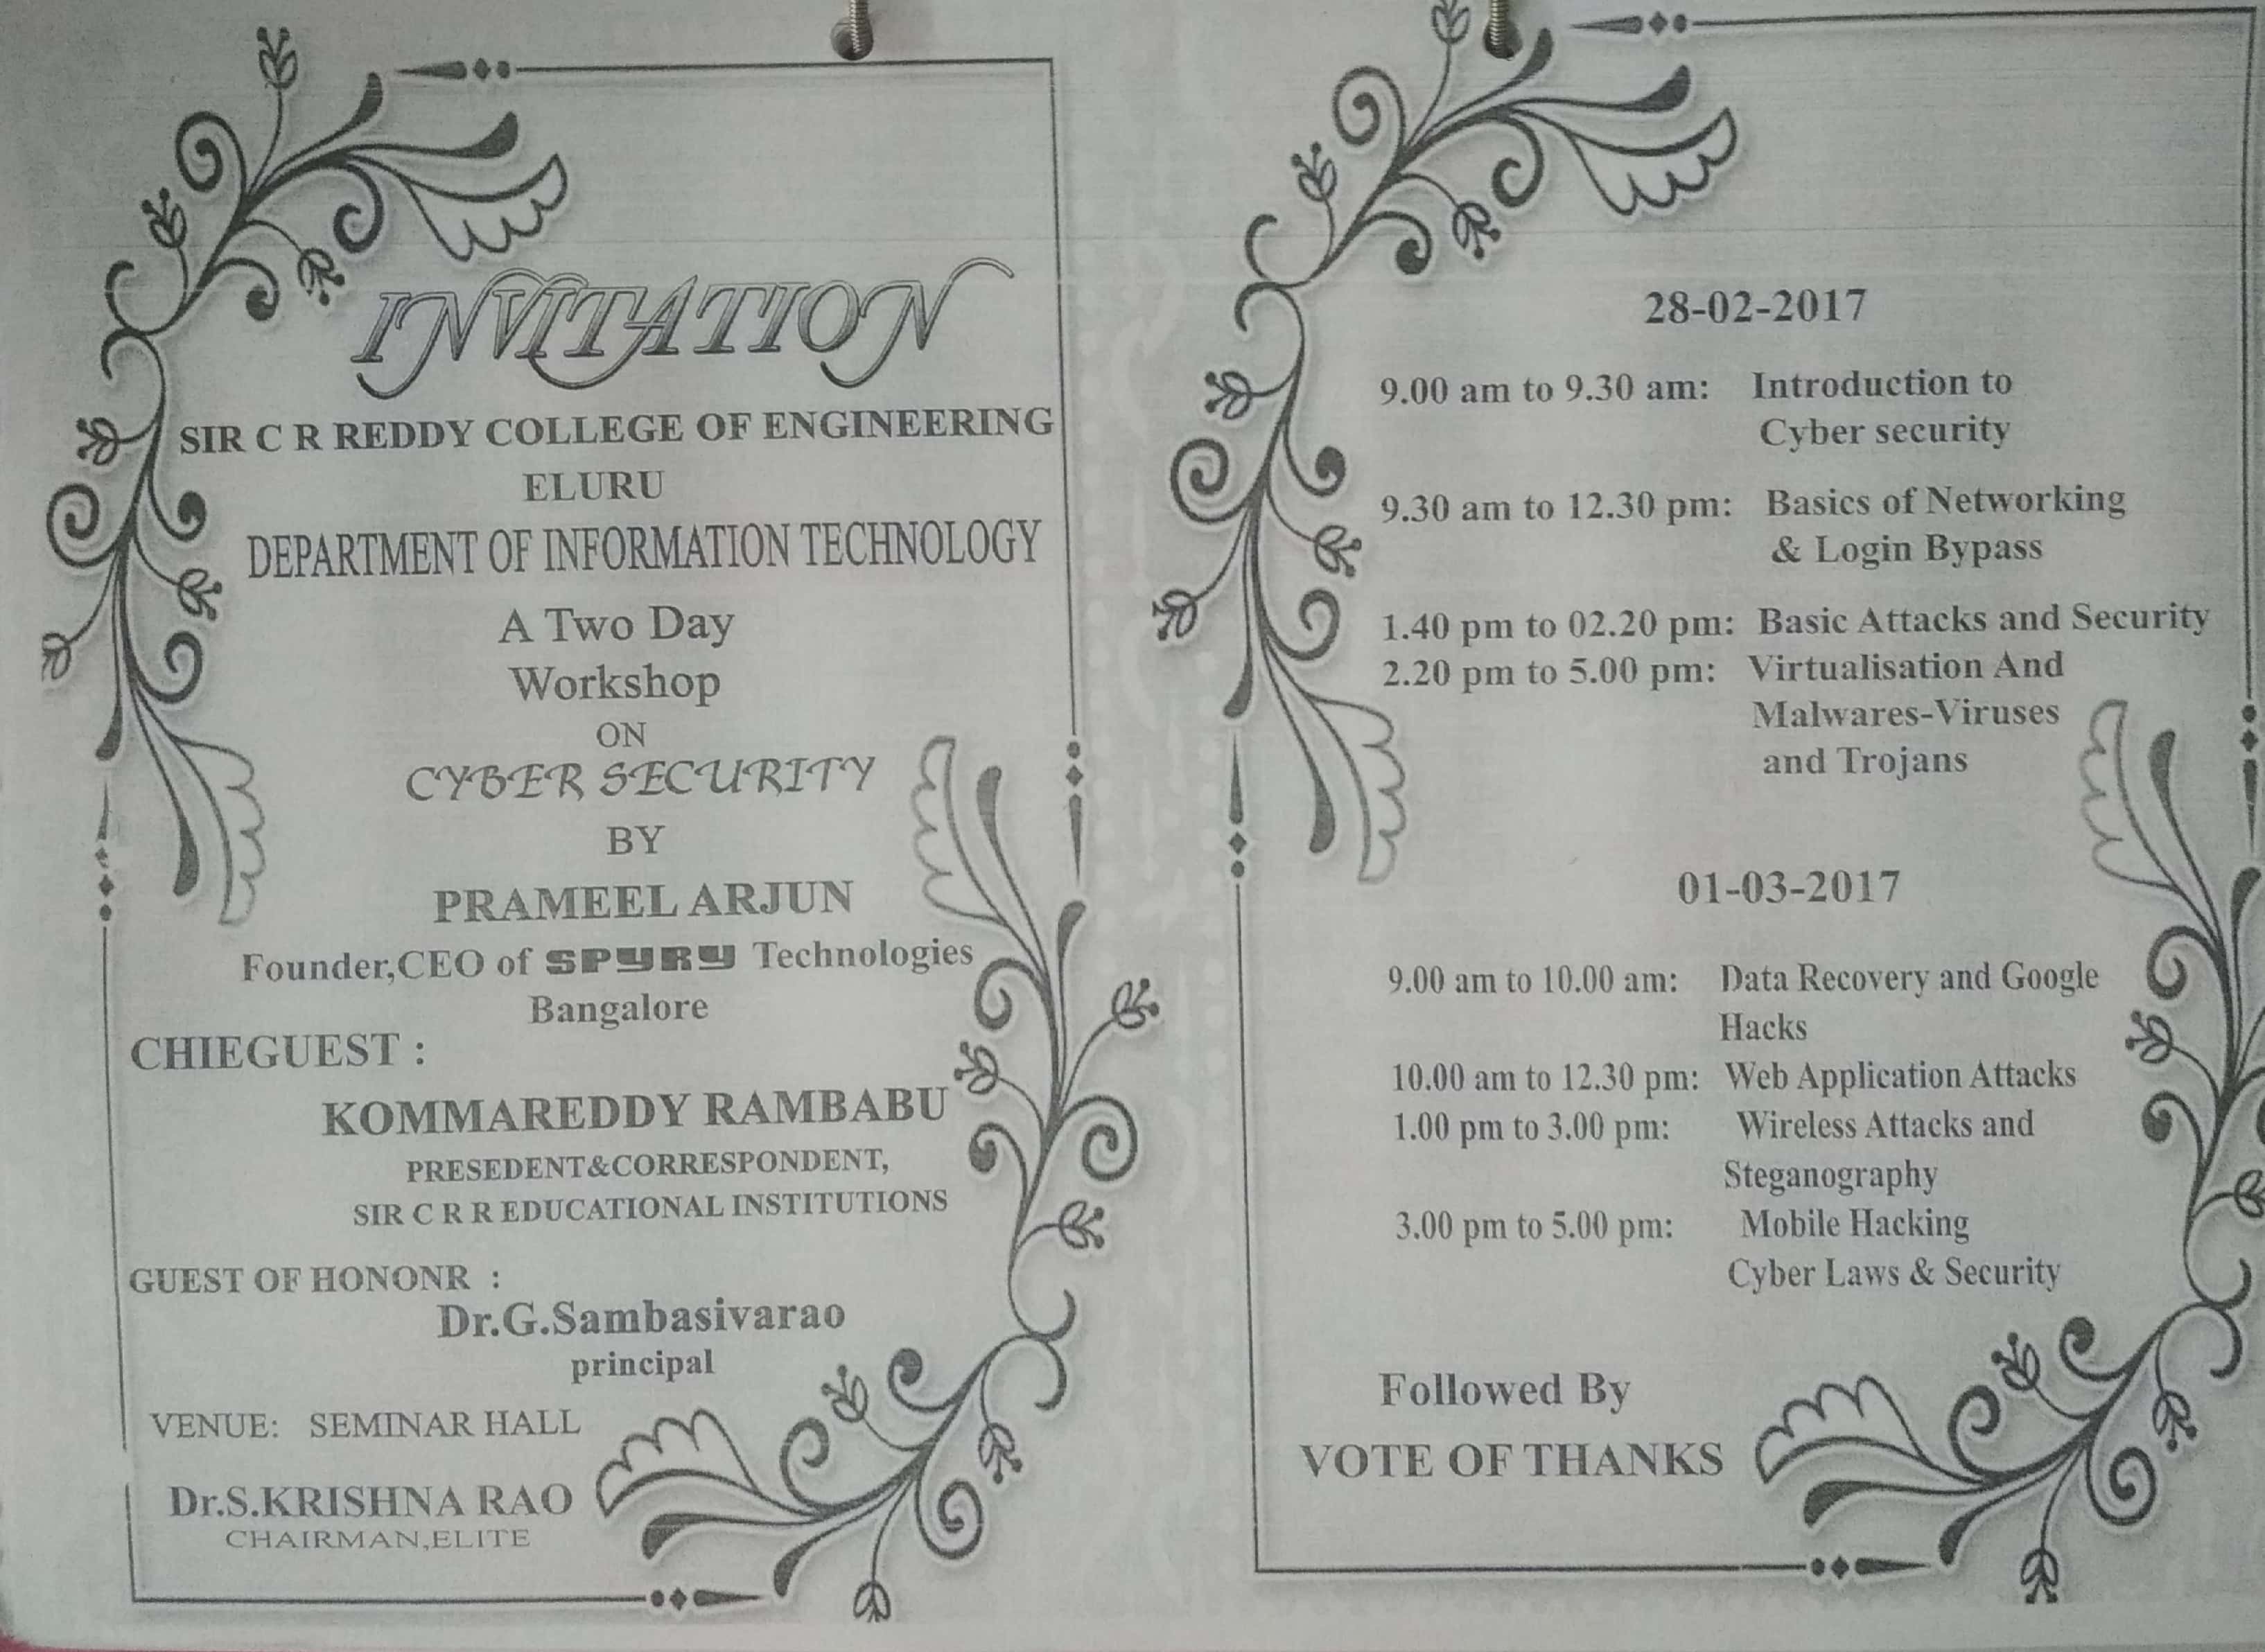 INVITATION
SIR C R REDDY COLLEGE OF ENGINEERING
ELURU
DEPARTMENT OF INFORMATION TECHNOLOGY
A Two Day
Workshop
ON
CYBER SECURITY
BY
PRAMEEL ARJUN
Founder,CEO of SPYRY Technologies
Bangalore
CHIEGUEST :
KOMMAREDDY RAMBABU
PRESEDENT&CORRESPONDENT,
SIR C R R EDUCATIONAL INSTITUTIONS
GUEST OF HONONR :
Dr.G.Sambasivarao
principal
VENUE: SEMINAR HALL
Dr.S.KRISHNA RAO
CHAIRMAN,ELITE
28-02-2017
9.00 am to 9.30 am: Introduction to
Cyber security
9.30 am to 12.30 pm: Basics of Networking
& Login Bypass
1.40 pm to 02.20 pm: Basic Attacks and Security
2.20 pm to 5.00 pm: Virtualisation And
Malwares-Viruses
and Trojans
01-03-2017
9.00 am to 10.00 am: Data Recovery and Google
Hacks
10.00 am to 12.30 pm: Web Application Attacks
1.00 pm to 3.00 pm: Wireless Attacks and
Steganography
3.00 pm to 5.00 pm: Mobile Hacking
Cyber Laws & Security
Followed By
VOTE OF THANKS